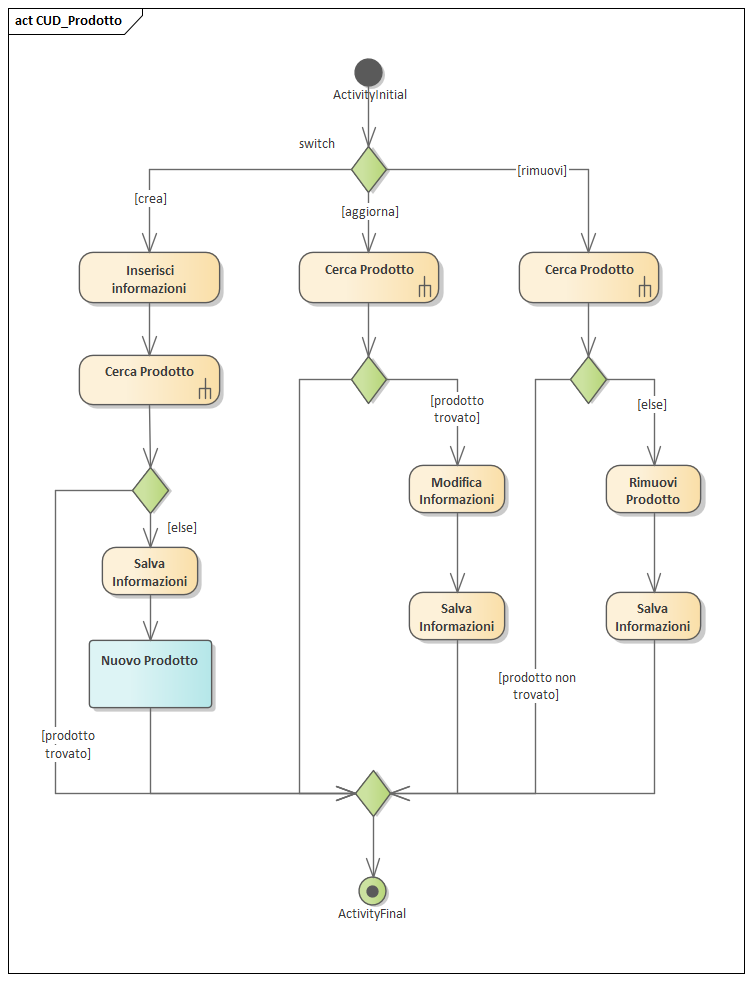 act CUD_Prodotto
ActivityInitial
switch
[crea]
[aggiorna]
[rimuovi]
Inserisci
informazioni
Cerca Prodotto
Cerca Prodotto
Cerca Prodotto
[prodotto
trovato]
[else]
[else]
Modifica
Informazioni
Rimuovi
Prodotto
Salva
Informazioni
Salva
Informazioni
Salva
Informazioni
Nuovo Prodotto
[prodotto non
trovato]
[prodotto
trovato]
ActivityFinal